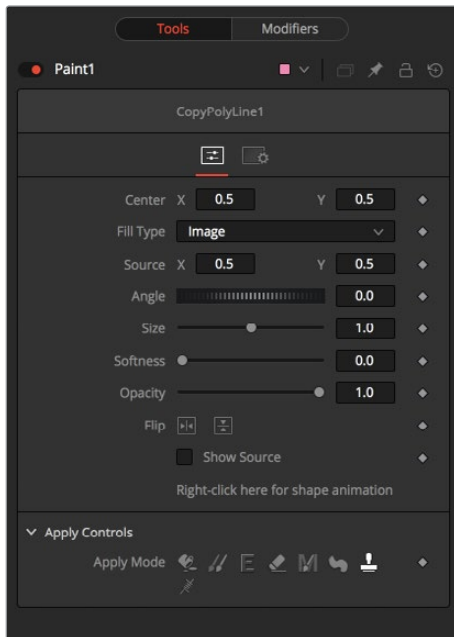 Tools Modifiers
Paint1
CopyPolyLine1
Center X 0.5 Y 0.5
Fill Type Image
Source X 0.5 Y 0.5
Angle 0.0
Size 1.0
Softness 0.0
Opacity 1.0
Flip
Show Source
Right-click here for shape animation
Apply Controls
Apply Mode